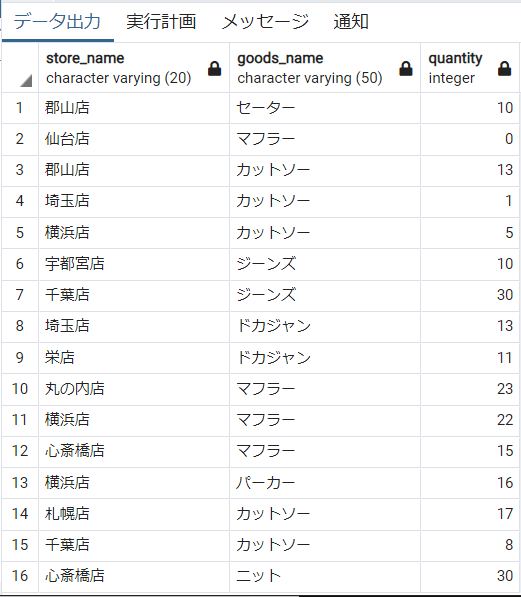 データ出力 実行計画 メッセージ 通知
store_name goods_name quantity
character varying (20) character varying (50) integer
1 郡山店 セーター 10
2 仙台店 マフラー 0
3 郡山店 カットソー 13
4 埼玉店 カットソー 1
5 横浜店 カットソー 5
6 宇都宮店 ジーンズ 10
7 千葉店 ジーンズ 30
8 埼玉店 ドカジャン 13
9 栄店 ドカジャン 11
10 丸の内店 マフラー 23
11 横浜店 マフラー 22
12 心斎橋店 マフラー 15
13 横浜店 パーカー 16
14 札幌店 カットソー 17
15 千葉店 カットソー 8
16 心斎橋店 ニット 30